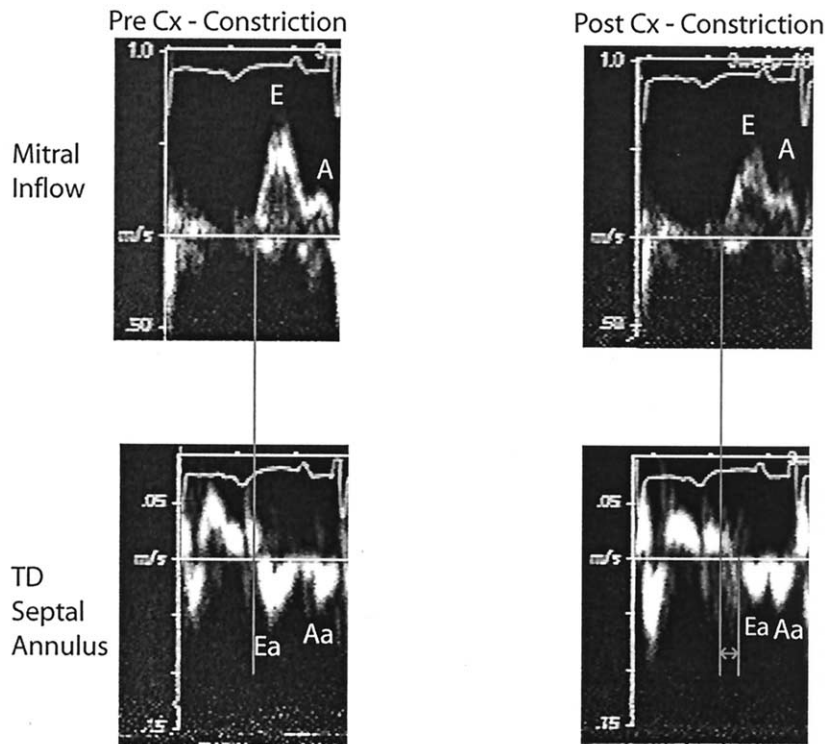 Pre Cx - Constriction
Post Cx - Constriction
1.0
E
A
m/s
.50
1.0
E
A
m/s
.50
Mitral
Inflow
.05
m/s
Ea
Aa
.15
.05
m/s
Ea
Aa
.15
TD
Septal
Annulus